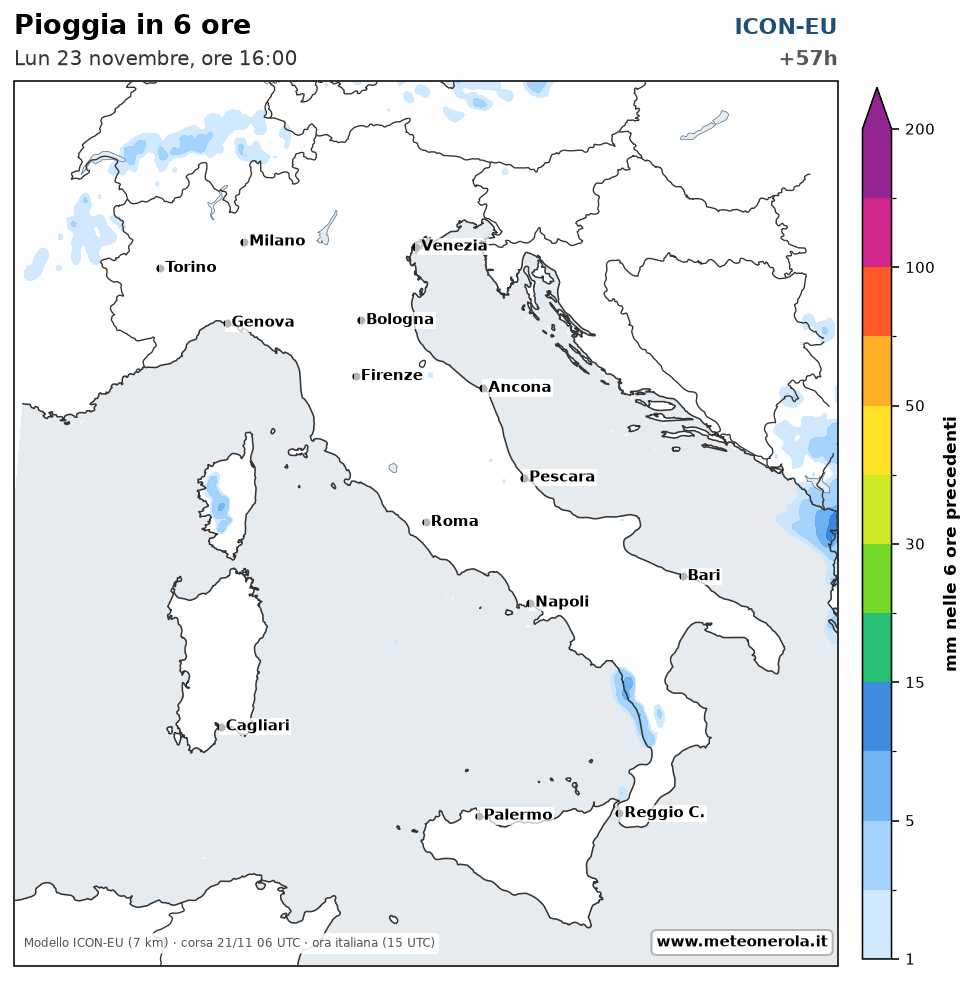 Pioggia in 6 ore
ICON-EU
Lun 23 novembre, ore 16:00
+57h
200
Milano
Venezia
Torino
100
Genova
Bologna
Firenze
Ancona
50
Pescara
Roma
30
Bari
Napoli
15
Cagliari
Palermo
Reggio C.
5
mm nelle 6 ore precedenti
Modello ICON-EU (7 km) · corsa 21/11 06 UTC · ora italiana (15 UTC)
www.meteonerola.it
1